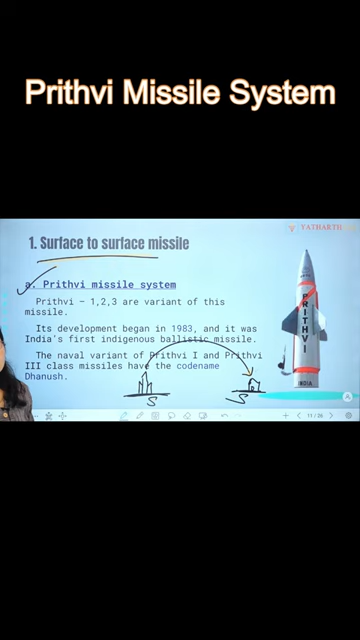 Prithvi Missile System
YATHARTH
1. Surface to surface missile
a. Prithvi missile system
Prithvi – 1,2,3 are variant of this
missile.
Its development began in 1983, and it was
India's first indigenous ballistic missile.
The naval variant of Prithvi I and Prithvi
III class missiles have the codename
Dhanush.
PRITHVI
INDIA
S
S
11 / 26